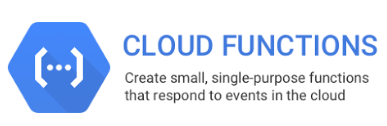 CLOUD FUNCTIONS
Create small, single-purpose functions
that respond to events in the cloud